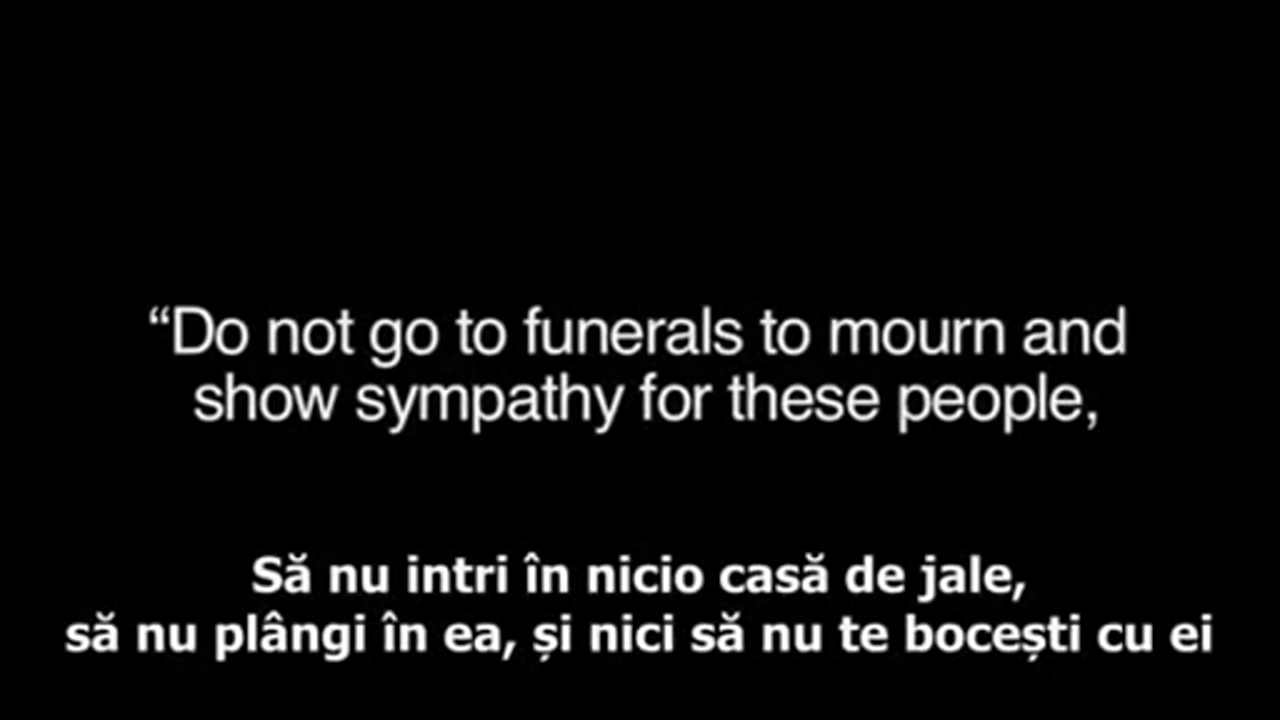 “Do not go to funerals to mourn and
show sympathy for these people,
Să nu intri în nicio casă de jale,
să nu plângi în ea, și nici să nu te bocești cu ei